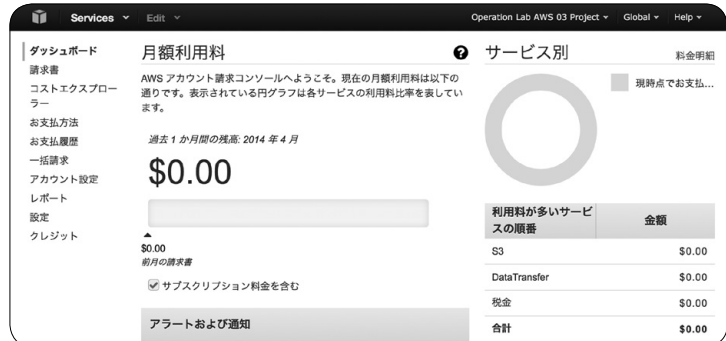 Services Edit Operation Lab AWS 03 Project Global Help
ダッシュボード
請求書
コストエクスプロー
ラー
お支払方法
お支払履歴
一括請求
アカウント設定
レポート
設定
クレジット
月額利用料 ?
AWS アカウント請求コンソールへようこそ。現在の月額利用料は以下の
通りです。表示されている円グラフは各サービスの利用料比率を表してい
ます。
過去 1 か月間の残高: 2014 年 4 月
$0.00
$0.00
前月の請求書
サブスクリプション料金を含む
アラートおよび通知
サービス別 料金明細
現時点でお支払...
利用料が多いサービ
スの順番 金額
S3 $0.00
DataTransfer $0.00
税金 $0.00
合計 $0.00